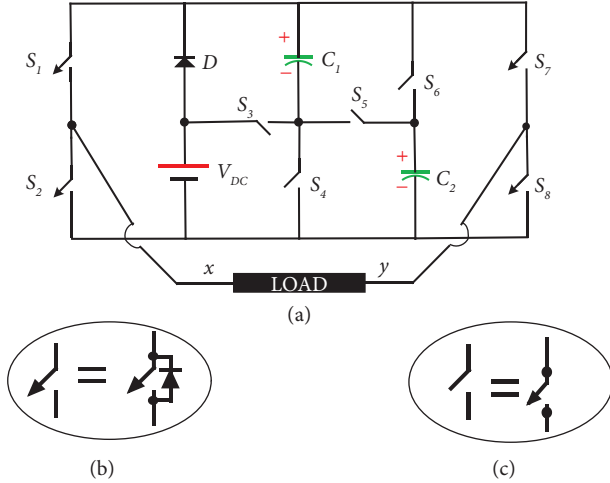 S1
S2
D
VDC
S3
+
−
C1
S4
S5
S6
+
−
C2
S7
S8
x
LOAD
y
(a)
=
(b)
=
(c)